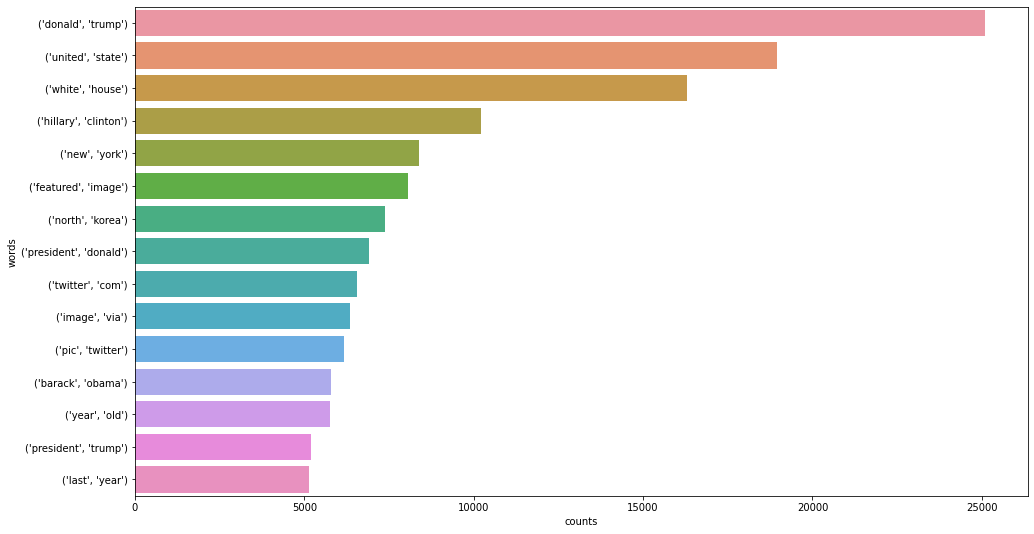 ('donald', 'trump')
('united', 'state')
('white', 'house')
('hillary', 'clinton')
('new', 'york')
('featured', 'image')
('north', 'korea')
('president', 'donald')
('twitter', 'com')
('image', 'via')
('pic', 'twitter')
('barack', 'obama')
('year', 'old')
('president', 'trump')
('last', 'year')
words
0 5000 10000 15000 20000 25000
counts